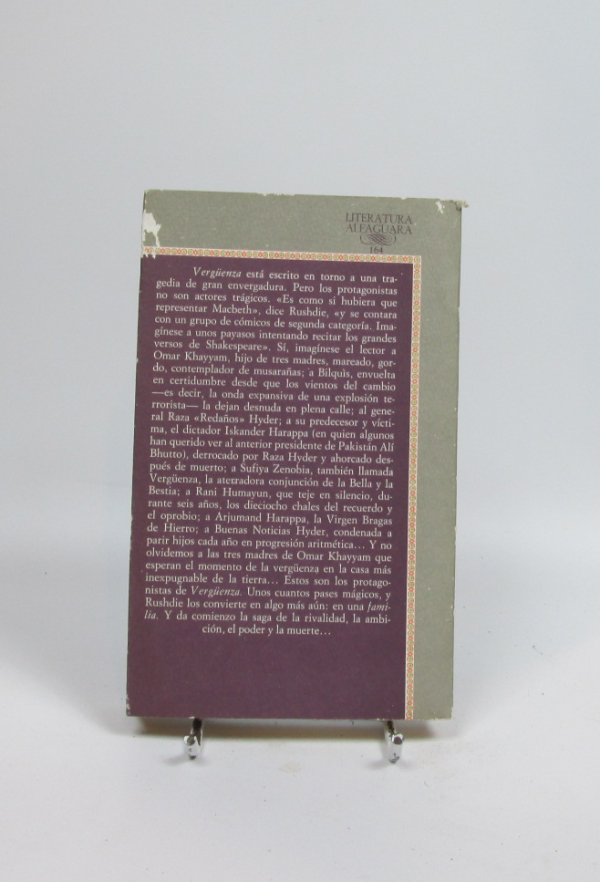 LITERATURA
ALFAGUARA
164
Vergüenza está escrito en torno a una tra-
gedia de gran envergadura. Pero los protagonistas
no son actores trágicos. «Es como si hubiera que
representar Macbeth», dice Rushdie, «y se contara
con un grupo de cómicos de segunda categoría. Ima-
gínese a unos payasos intentando recitar los grandes
versos de Shakespeare». Sí, imagínese el lector a
Omar Khayyam, hijo de tres madres, mareado, gor-
do, contemplador de musarañas; a Bilquìs, envuelta
en certidumbre desde que los vientos del cambio
—es decir, la onda expansiva de una explosión te-
rrorista— la dejan desnuda en plena calle; al gene-
ral Raza «Redaños» Hyder; a su predecesor y vícti-
ma, el dictador Iskander Harappa (en quien algunos
han querido ver al anterior presidente de Pakistán Alí
Bhutto), derrocado por Raza Hyder y ahorcado des-
pués de muerto; a Sufiya Zenobia, también llamada
Vergüenza, la aterradora conjunción de la Bella y la
Bestia; a Rani Humayun, que teje en silencio, du-
rante seis años, los dieciocho chales del recuerdo y
el oprobio; a Arjumand Harappa, la Virgen Bragas
de Hierro; a Buenas Noticias Hyder, condenada a
parir hijos cada año en progresión aritmética... Y no
olvidemos a las tres madres de Omar Khayyam que
esperan el momento de la vergüenza en la casa más
inexpugnable de la tierra... Estos son los protago-
nistas de Vergüenza. Unos cuantos pases mágicos, y
Rushdie los convierte en algo más aún: en una fami-
lia. Y da comienzo la saga de la rivalidad, la ambi-
ción, el poder y la muerte...